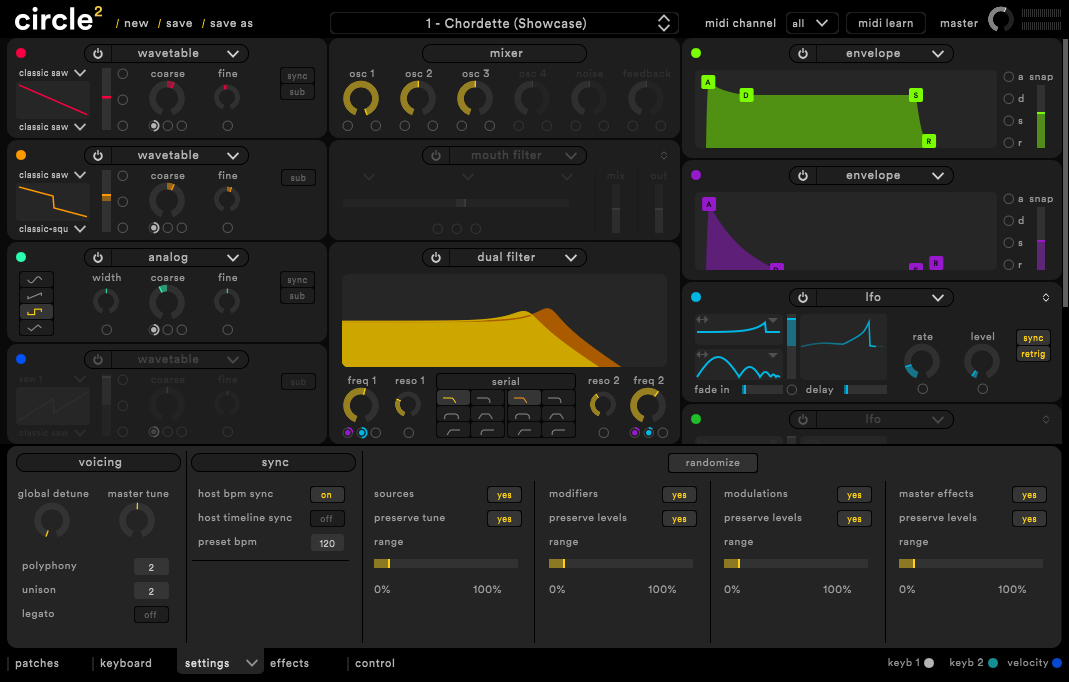 circle²
/ new / save / save as
1 - Chordette (Showcase)
midi channel
all
midi learn
master
wavetable
classic saw
coarse
fine
sync
sub
classic saw
wavetable
classic saw
coarse
fine
sub
classic-squ
analog
width
coarse
fine
sync
sub
wavetable
saw 1
coarse
fine
sub
classic saw
mixer
osc 1
osc 2
osc 3
osc 4
noise
feedback
mouth filter
mix
out
dual filter
freq 1
reso 1
serial
reso 2
freq 2
envelope
A
D
S
R
a snap
d
s
r
envelope
A
D
S
R
a snap
d
s
r
lfo
rate
level
sync
retrig
fade in
delay
lfo
voicing
global detune
master tune
polyphony
2
unison
2
legato
off
sync
host bpm sync
on
host timeline sync
off
preset bpm
120
randomize
sources
yes
preserve tune
yes
range
0%
100%
modifiers
yes
preserve levels
yes
range
0%
100%
modulations
yes
preserve levels
yes
range
0%
100%
master effects
yes
preserve levels
yes
range
0%
100%
patches
keyboard
settings
effects
control
keyb 1
keyb 2
velocity